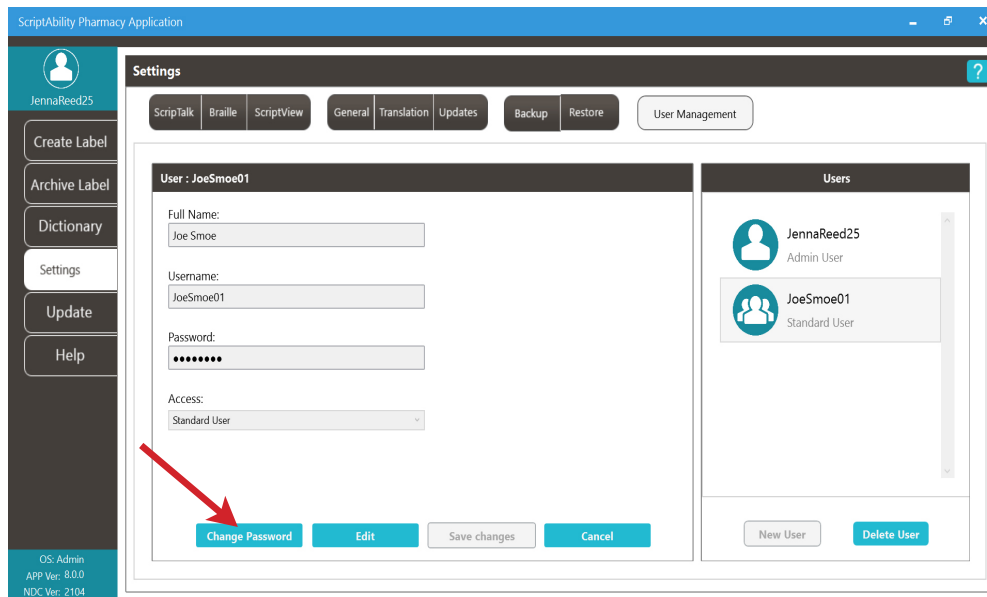 ScriptAbility Pharmacy Application
JennaReed25
Create Label
Archive Label
Dictionary
Settings
Update
Help
OS: Admin
APP Ver: 8.0.0
NDC Ver: 2104
Settings
?
ScripTalk Braille ScriptView General Translation Updates Backup Restore User Management
User : JoeSmoe01
Full Name:
Joe Smoe
Username:
JoeSmoe01
Password:
••••••••
Access:
Standard User
Change Password Edit Save changes Cancel
Users
JennaReed25
Admin User
JoeSmoe01
Standard User
New User Delete User